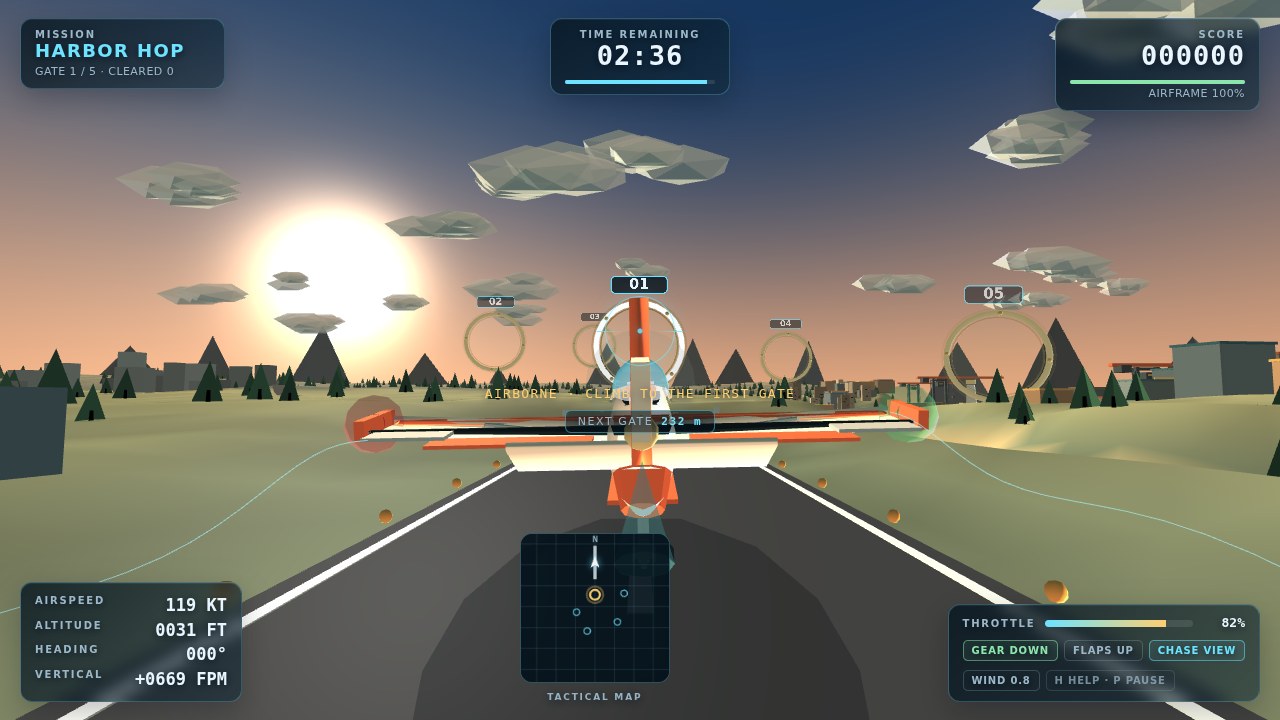 MISSION
HARBOR HOP
GATE 1 / 5 · CLEARED 0
TIME REMAINING
02:36
SCORE
000000
AIRFRAME 100%
01
02
03
04
05
AIRBORNE - CLIMB TO THE FIRST GATE
NEXT GATE 232 m
AIRSPEED 119 KT
ALTITUDE 0031 FT
HEADING 000°
VERTICAL +0669 FPM
N
TACTICAL MAP
THROTTLE 82%
GEAR DOWN FLAPS UP CHASE VIEW
WIND 0.8 H HELP · P PAUSE